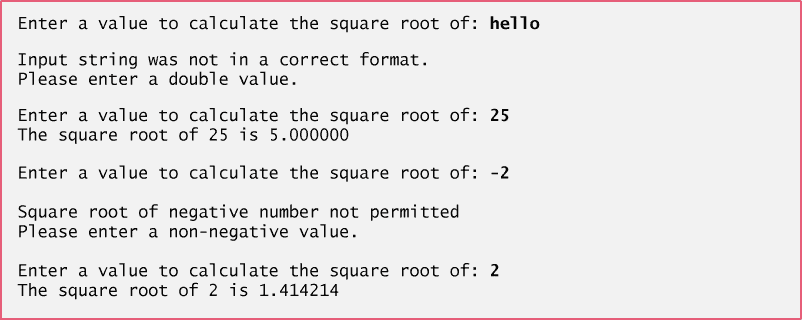 Enter a value to calculate the square root of: hello
Input string was not in a correct format.
Please enter a double value.
Enter a value to calculate the square root of: 25
The square root of 25 is 5.000000
Enter a value to calculate the square root of: -2
Square root of negative number not permitted
Please enter a non-negative value.
Enter a value to calculate the square root of: 2
The square root of 2 is 1.414214